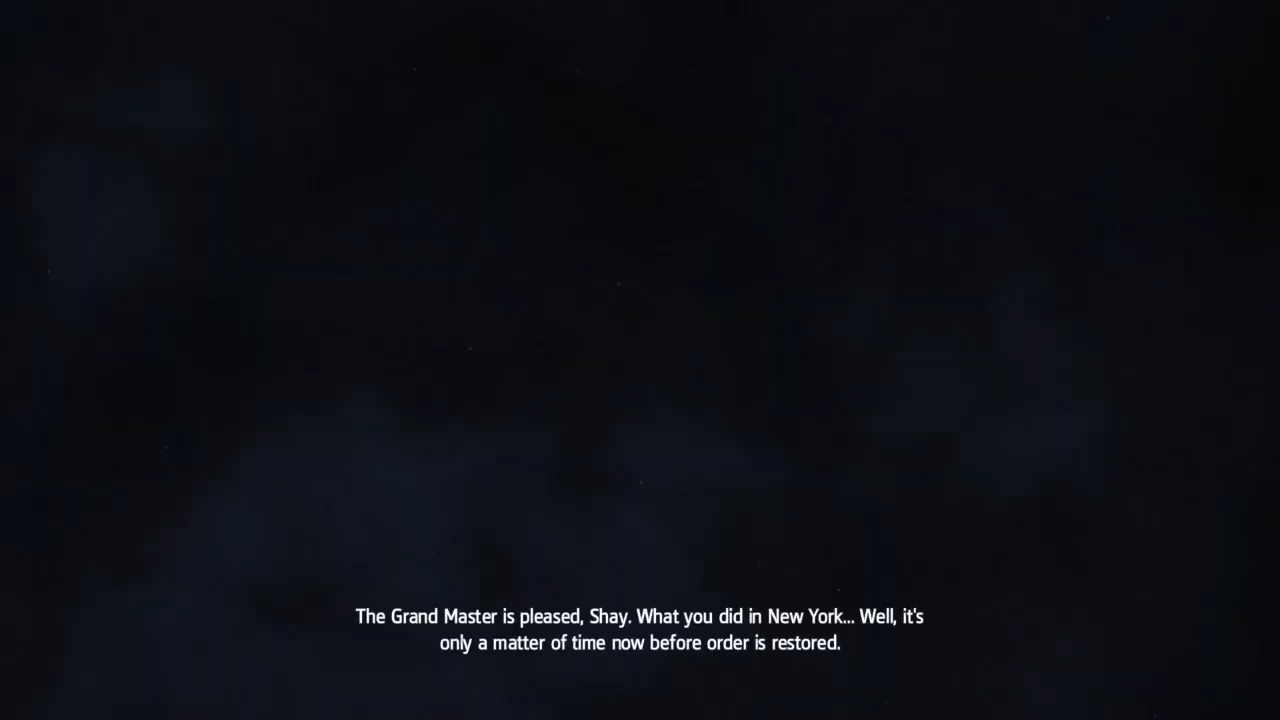 The Grand Master is pleased, Shay. What you did in New York... Well, it's
only a matter of time now before order is restored.